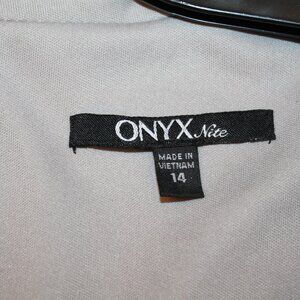 ONYX Nite
MADE IN
VIETNAM
14